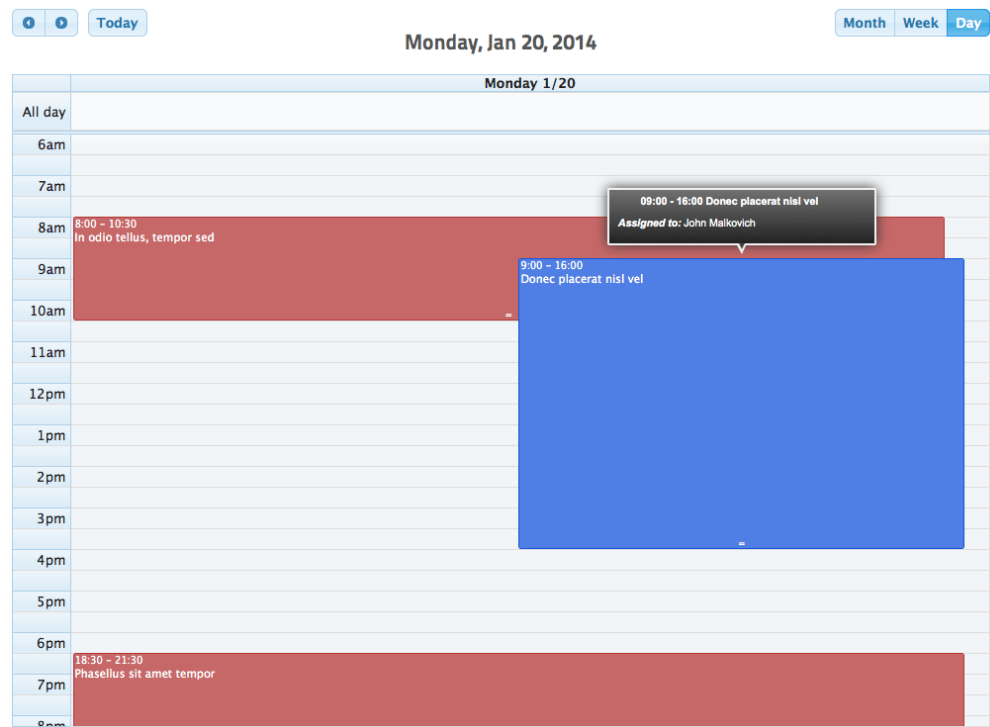 Today
Month Week Day
Monday, Jan 20, 2014
Monday 1/20
All day
6am
7am
09:00 - 16:00 Donec placerat nisl vel
Assigned to: John Malkovich
8am
8:00 - 10:30
In odio tellus, tempor sed
9am
9:00 - 16:00
Donec placerat nisl vel
10am
11am
12pm
1pm
2pm
3pm
4pm
5pm
6pm
18:30 - 21:30
Phasellus sit amet tempor
7pm
8pm